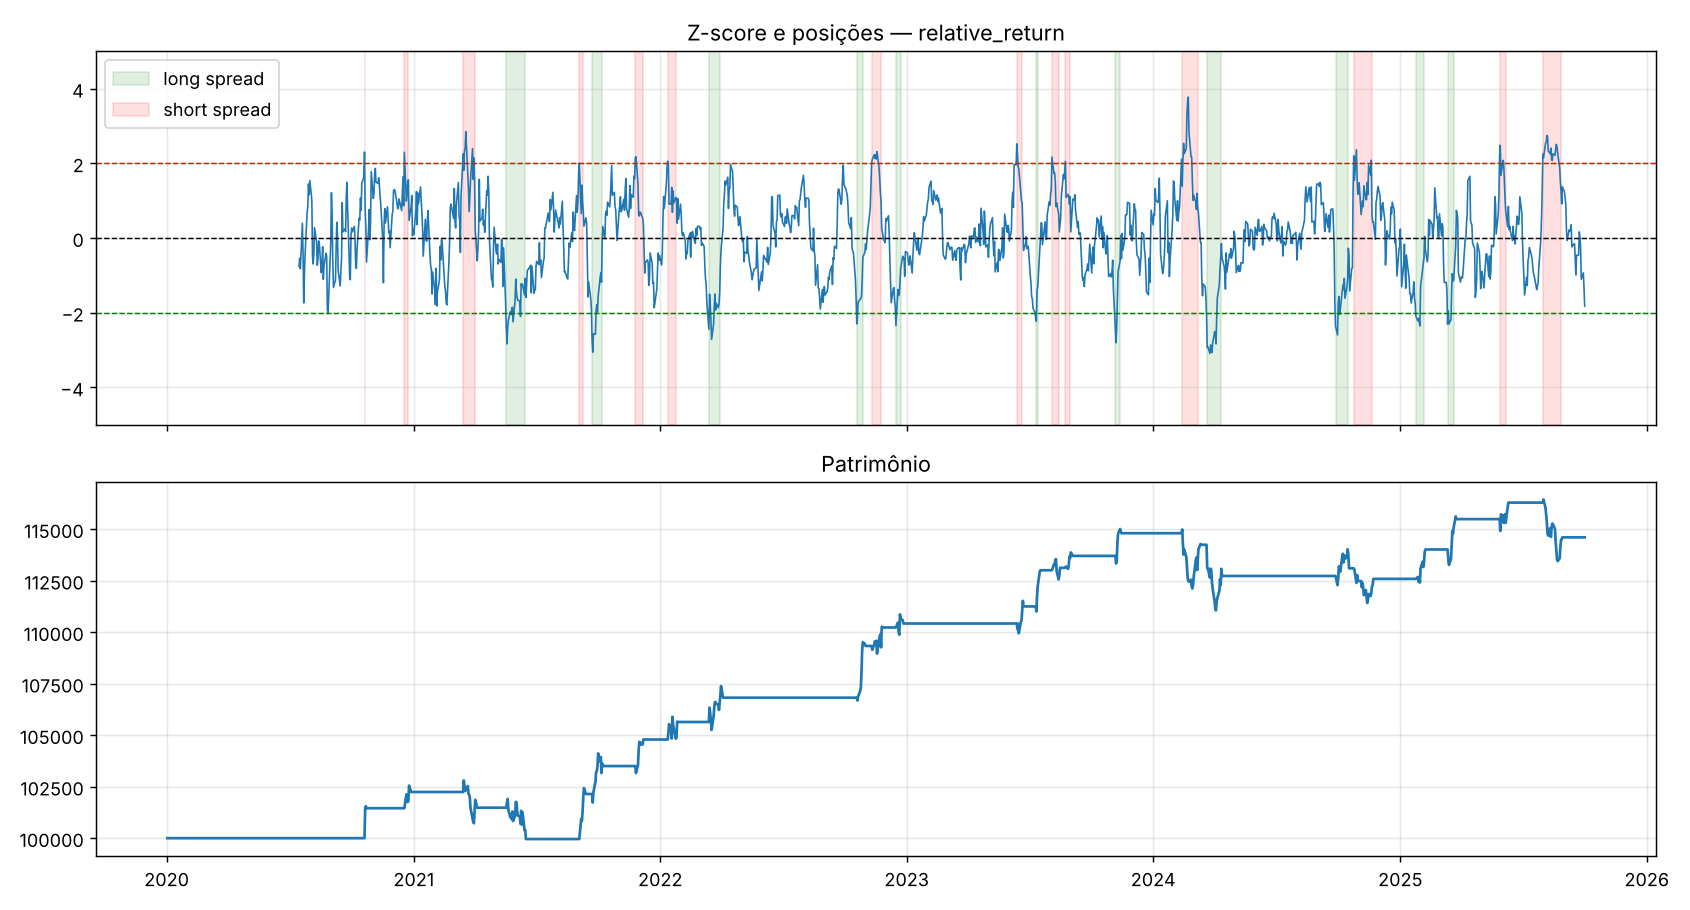 Z-score e posições — relative_return
long spread
short spread
4
2
0
−2
−4
Patrimônio
115000
112500
110000
107500
105000
102500
100000
2020 2021 2022 2023 2024 2025 2026